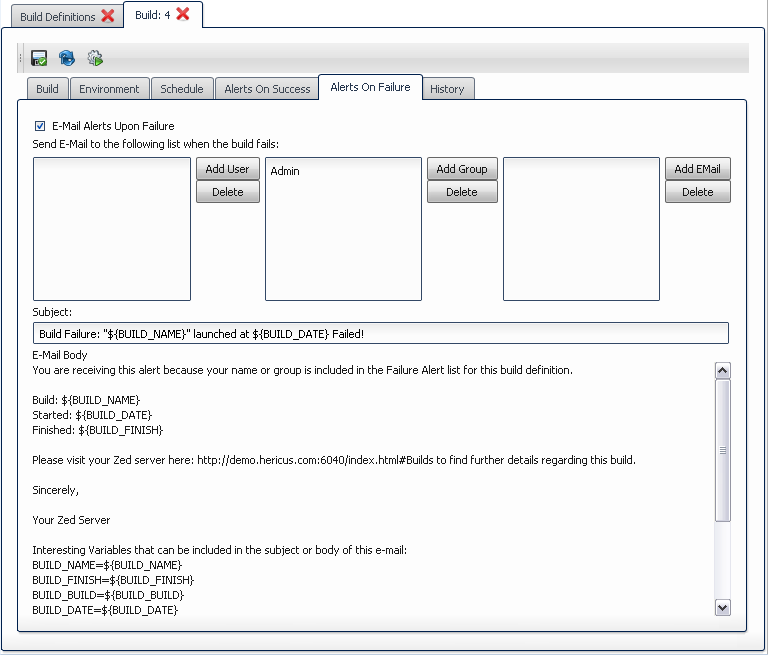 Build Definitions
Build: 4
Build
Environment
Schedule
Alerts On Success
Alerts On Failure
History
E-Mail Alerts Upon Failure
Send E-Mail to the following list when the build fails:
Add User
Delete
Admin
Add Group
Delete
Add EMail
Delete
Subject:
Build Failure: "${BUILD_NAME}" launched at ${BUILD_DATE} Failed!
E-Mail Body
You are receiving this alert because your name or group is included in the Failure Alert list for this build definition.
Build: ${BUILD_NAME}
Started: ${BUILD_DATE}
Finished: ${BUILD_FINISH}
Please visit your Zed server here: http://demo.hericus.com:6040/index.html#Builds to find further details regarding this build.
Sincerely,
Your Zed Server
Interesting Variables that can be included in the subject or body of this e-mail:
BUILD_NAME=${BUILD_NAME}
BUILD_FINISH=${BUILD_FINISH}
BUILD_BUILD=${BUILD_BUILD}
BUILD_DATE=${BUILD_DATE}